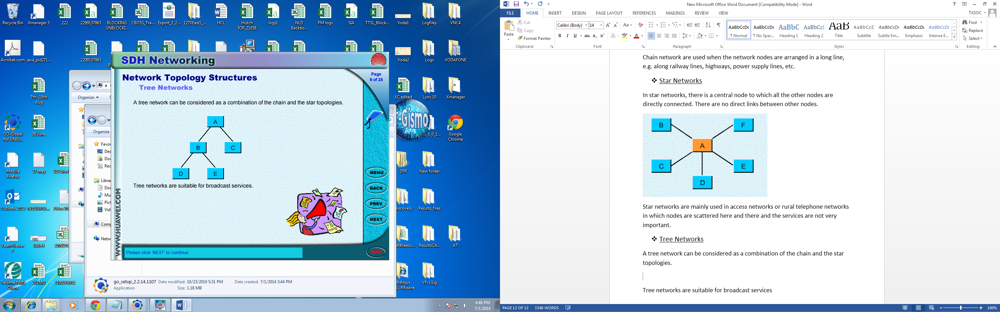 Recycle Bin
Xmanager 3
222
2299137863
BLOCKING
UNBLOCKI...
CBOSS_Tra...
Export_3_2...
1270East1_...
HCL
Hutch
IOR_21858
logs1
NLD
Backbo...
PM logs
SIA
TTSL_Block...
Voda1
Logfiles
VNC4
Acrobat.com
java_pid271...
2299137863
Voda2
Logs
VODAFONE
7th -18th
Aug
XC edited
Lync 10
Xmanager
GO-Global
for UNIX...
08 June
-Gismo
Google
Chrome
Mozilla
Firefox
27 may
DFR
New folder
Outlook 2013
091GURG1...
Results_files
TeamViewer
7
188.44
1109274
ResultsCA...
AT
Telsima NMS
Client
202MD
1109274911
VF-1Gig
Organize
Organize
Favor
Des
Dov
Rec
Librar
Doc
Mu
Pict
Vide
Comp
Netw
SDH Networking
Page
9 of 25
Network Topology Structures
Tree Networks
A tree network can be considered as a combination of the chain and the star topologies.
A
B
C
D
E
Tree networks are suitable for broadcast services.
MENU
BACK
PREV
NEXT
QUIT
WWW.HUAWEI.COM
Please click 'NEXT' to continue.
go_setup_2.2.14.1107 Date modified: 10/23/2010 5:31 PM Date created: 7/1/2014 3:44 PM
Application Size: 1.18 MB
4:46 PM
7/1/2014
New Microsoft Office Word Document [Compatibility Mode] - Word
FILE HOME INSERT DESIGN PAGE LAYOUT REFERENCES MAILINGS REVIEW VIEW TXSOC
Cut
Copy
Format Painter
Paste
Clipboard
Calibri (Body) 14
Font
Paragraph
AaBbCcDc AaBbCcDc AaBbC AaBbCcl AaB AaBbCcD AaBbCcDc AaBbCcDc AaBbCcDc
¶ Normal ¶ No Spac... Heading 1 Heading 2 Title Subtitle Subtle Em... Emphasis Intense E...
Styles
Find
Replace
Select
Editing
Chain network are used when the network nodes are arranged in a long line,
e.g. along railway lines, highways, power supply lines, etc.
❖ Star Networks
In star networks, there is a central node to which all the other nodes are
directly connected. There are no direct links between other nodes.
B
F
A
C
E
D
Star networks are mainly used in access networks or rural telephone networks
in which nodes are scattered here and there and the services are not very
important.
❖ Tree Networks
A tree network can be considered as a combination of the chain and the star
topologies.
Tree networks are suitable for broadcast services
PAGE 12 OF 12 1548 WORDS 100%